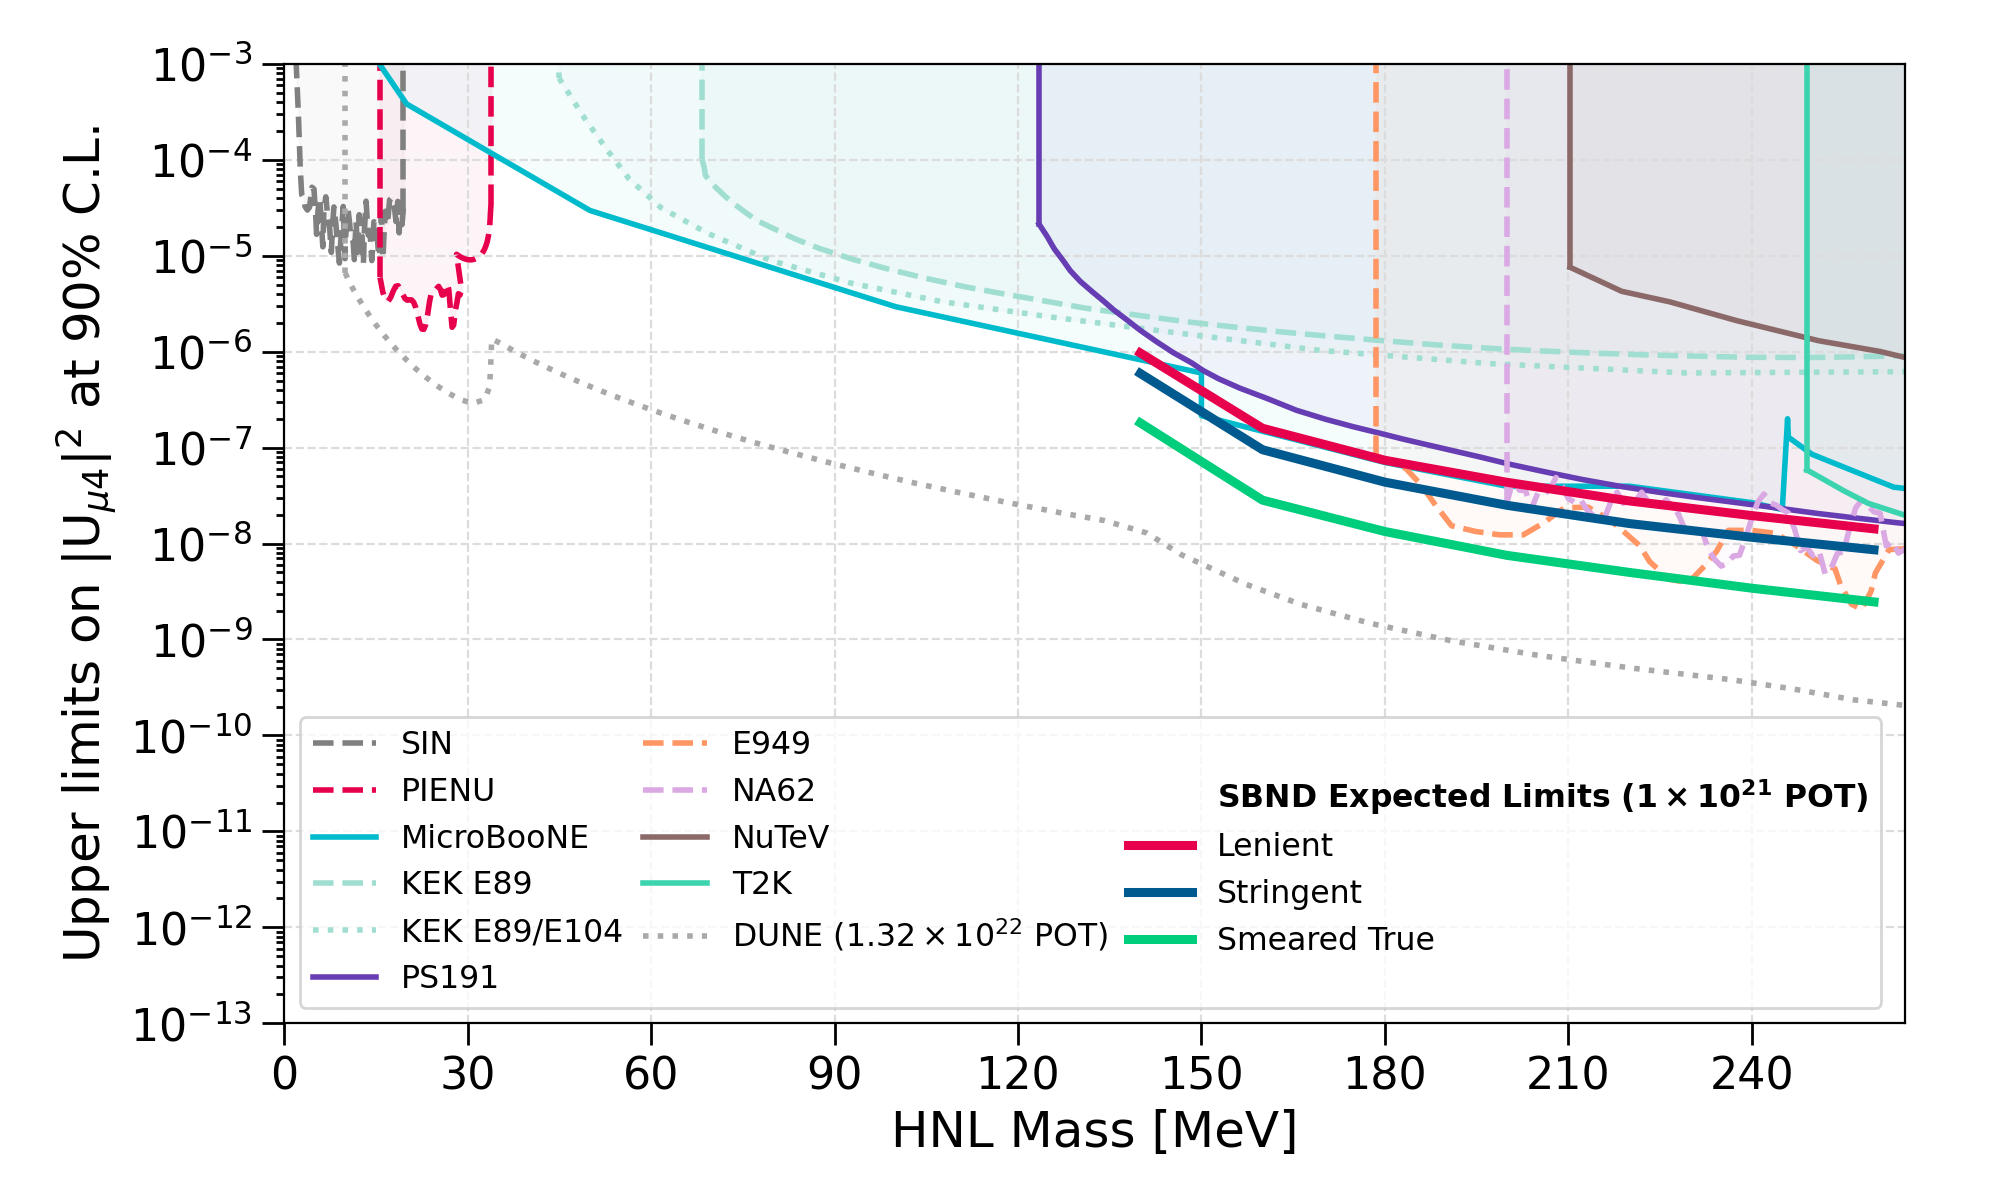 Upper limits on |U_{μ4}|² at 90% C.L.
10⁻³
10⁻⁴
10⁻⁵
10⁻⁶
10⁻⁷
10⁻⁸
10⁻⁹
10⁻¹⁰
10⁻¹¹
10⁻¹²
10⁻¹³
SIN
PIENU
MicroBooNE
KEK E89
KEK E89/E104
PS191
E949
NA62
NuTeV
T2K
DUNE (1.32 × 10²² POT)
SBND Expected Limits (1 × 10²¹ POT)
Lenient
Stringent
Smeared True
0 30 60 90 120 150 180 210 240
HNL Mass [MeV]